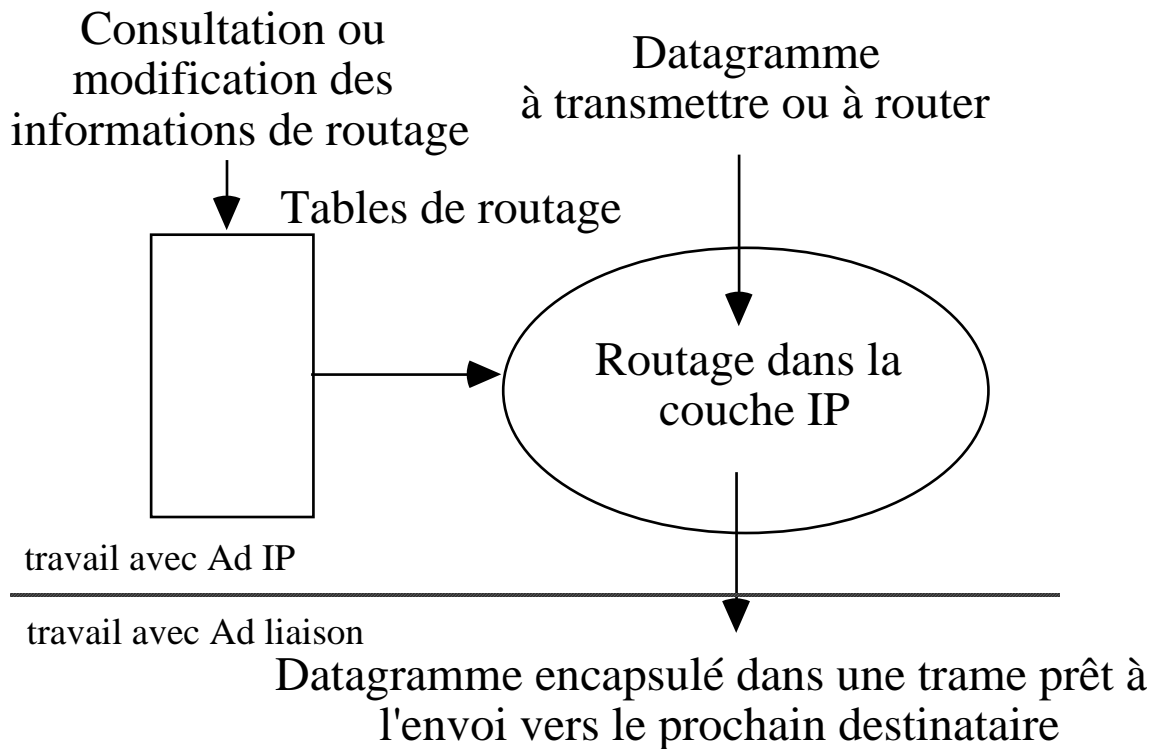 Consultation ou
modification des
informations de routage
Datagramme
à transmettre ou à router
Tables de routage
Routage dans la
couche IP
travail avec Ad IP
travail avec Ad liaison
Datagramme encapsulé dans une trame prêt à
l'envoi vers le prochain destinataire